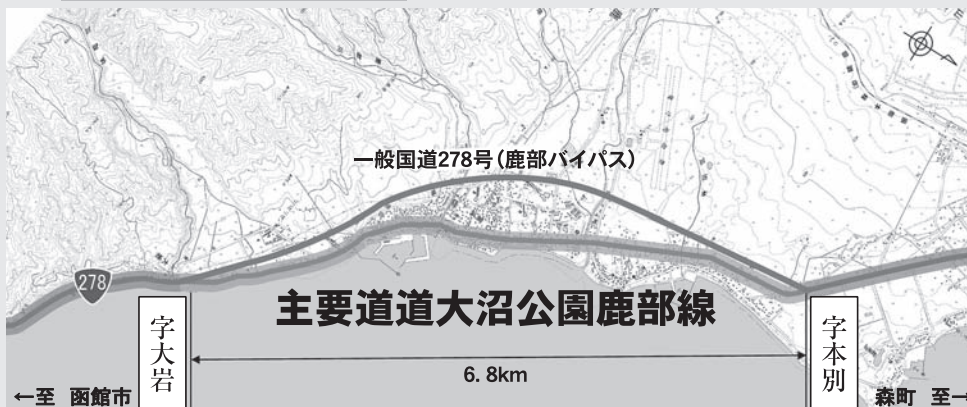 一般国道278号(鹿部バイパス)
278
主要道道大沼公園鹿部線
字大岩
字本別
6.8km
←至 函館市
森町 至→